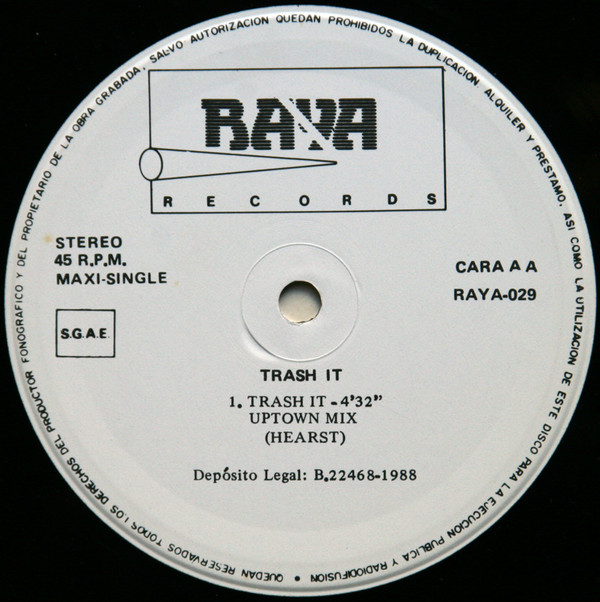 QUEDAN RESERVADOS TODOS LOS DERECHOS DEL PRODUCTOR FONOGRAFICO Y DEL PROPIETARIO DE LA OBRA GRABADA, SALVO AUTORIZACION QUEDAN PROHIBIDOS LA DUPLICACION ALQUILER Y PRESTAMO, ASI COMO LA UTILIZACION DE ESTE DISCO PARA LA EJECUCION PUBLICA Y RADIODIFUSION •
RAYA
RECORDS
STEREO
45 R.P.M.
MAXI-SINGLE
S.G.A.E.
CARA A A
RAYA-029
TRASH IT
1. TRASH IT - 4'32"
UPTOWN MIX
(HEARST)
Depósito Legal: B.22468-1988